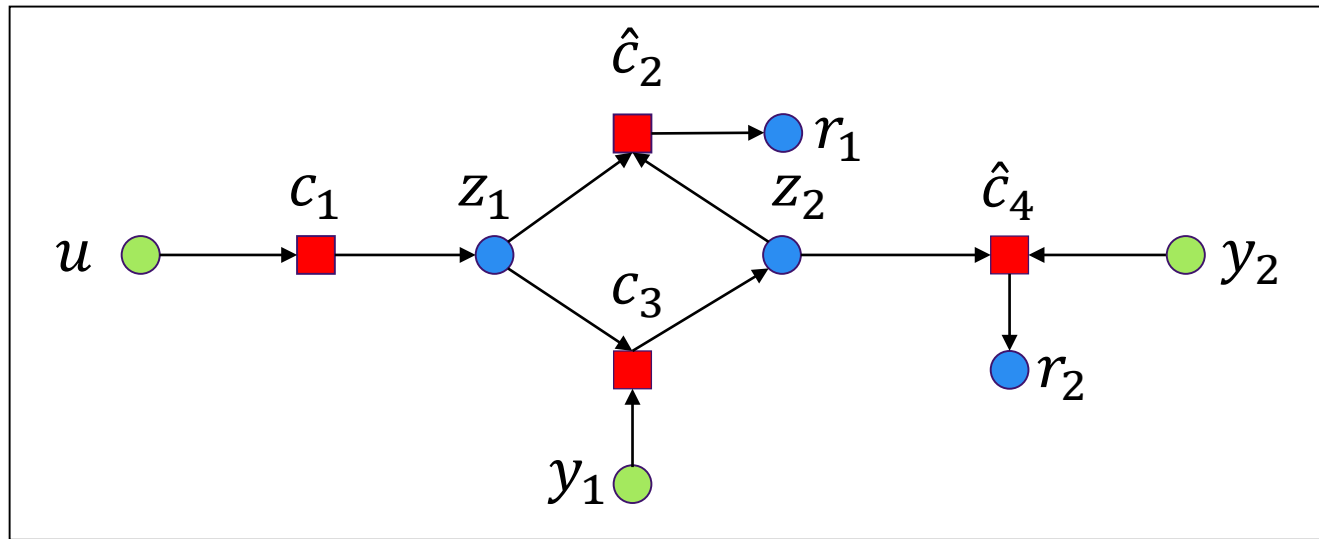 ĉ₂
r₁
c₁
z₁
z₂
ĉ₄
u
c₃
y₂
r₂
y₁